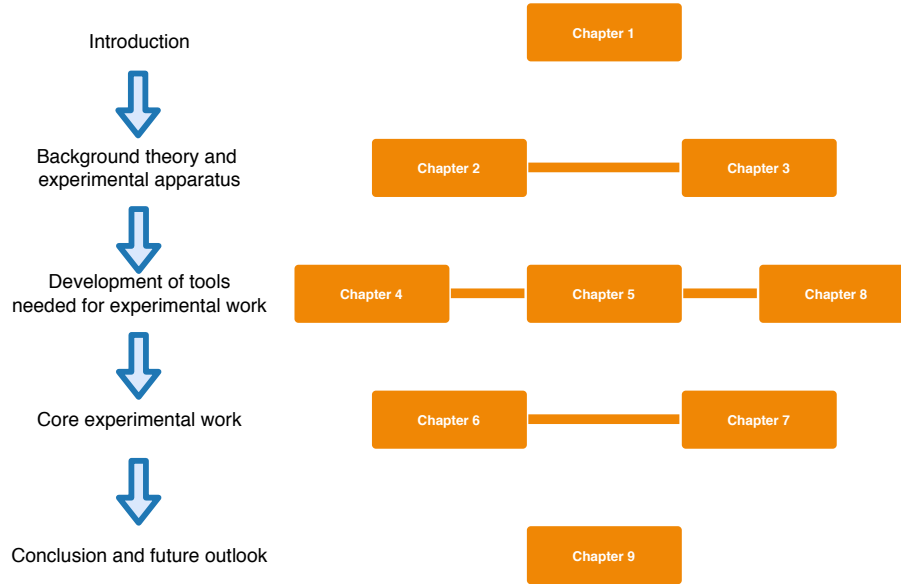 Introduction
Chapter 1
Background theory and
experimental apparatus
Chapter 2
Chapter 3
Development of tools
needed for experimental work
Chapter 4
Chapter 5
Chapter 8
Core experimental work
Chapter 6
Chapter 7
Conclusion and future outlook
Chapter 9